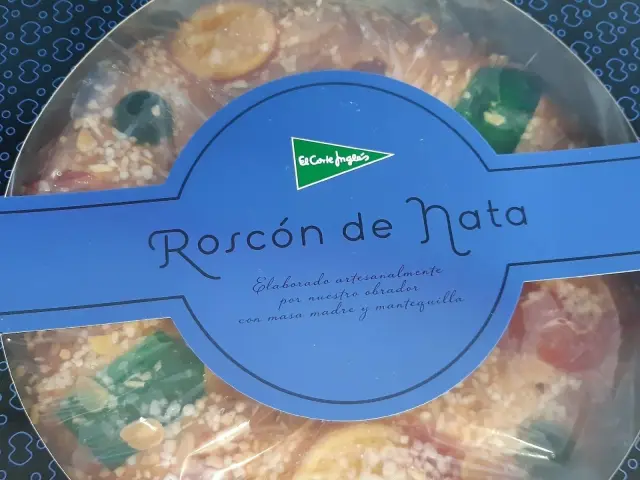 El Corte Inglés
Roscón de Nata
Elaborado artesanalmente
por nuestro obrador
con masa madre y mantequilla